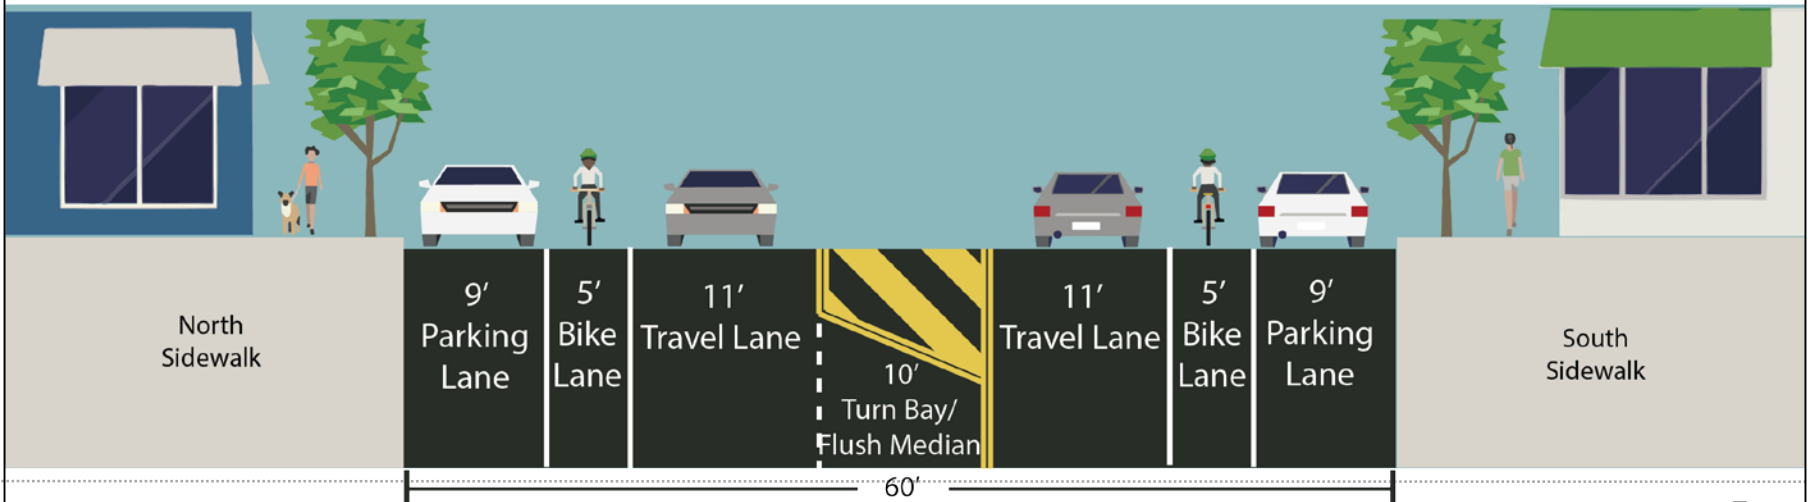 North
Sidewalk
9’
Parking
Lane
5’
Bike
Lane
11’
Travel Lane
10’
Turn Bay/
Flush Median
11’
Travel Lane
5’
Bike
Lane
9’
Parking
Lane
South
Sidewalk
60’